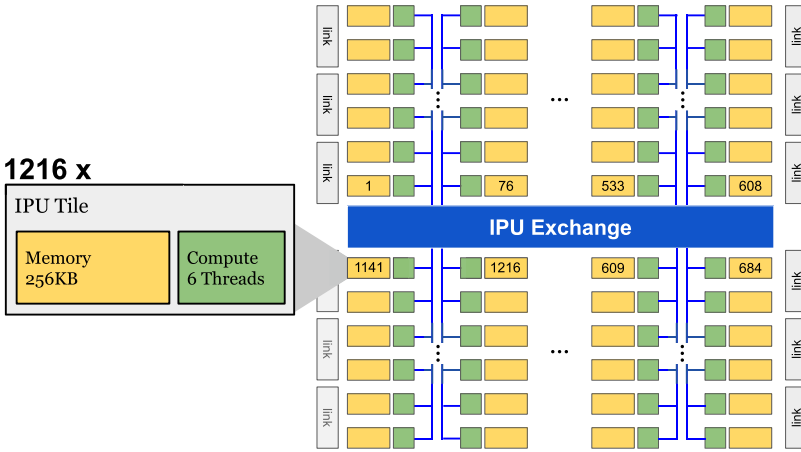 link
link
link
link
...
link
link
1216 x
1
76
533
608
IPU Tile
IPU Exchange
Memory
256KB
Compute
6 Threads
1141
1216
609
684
link
link
link
...
link
link